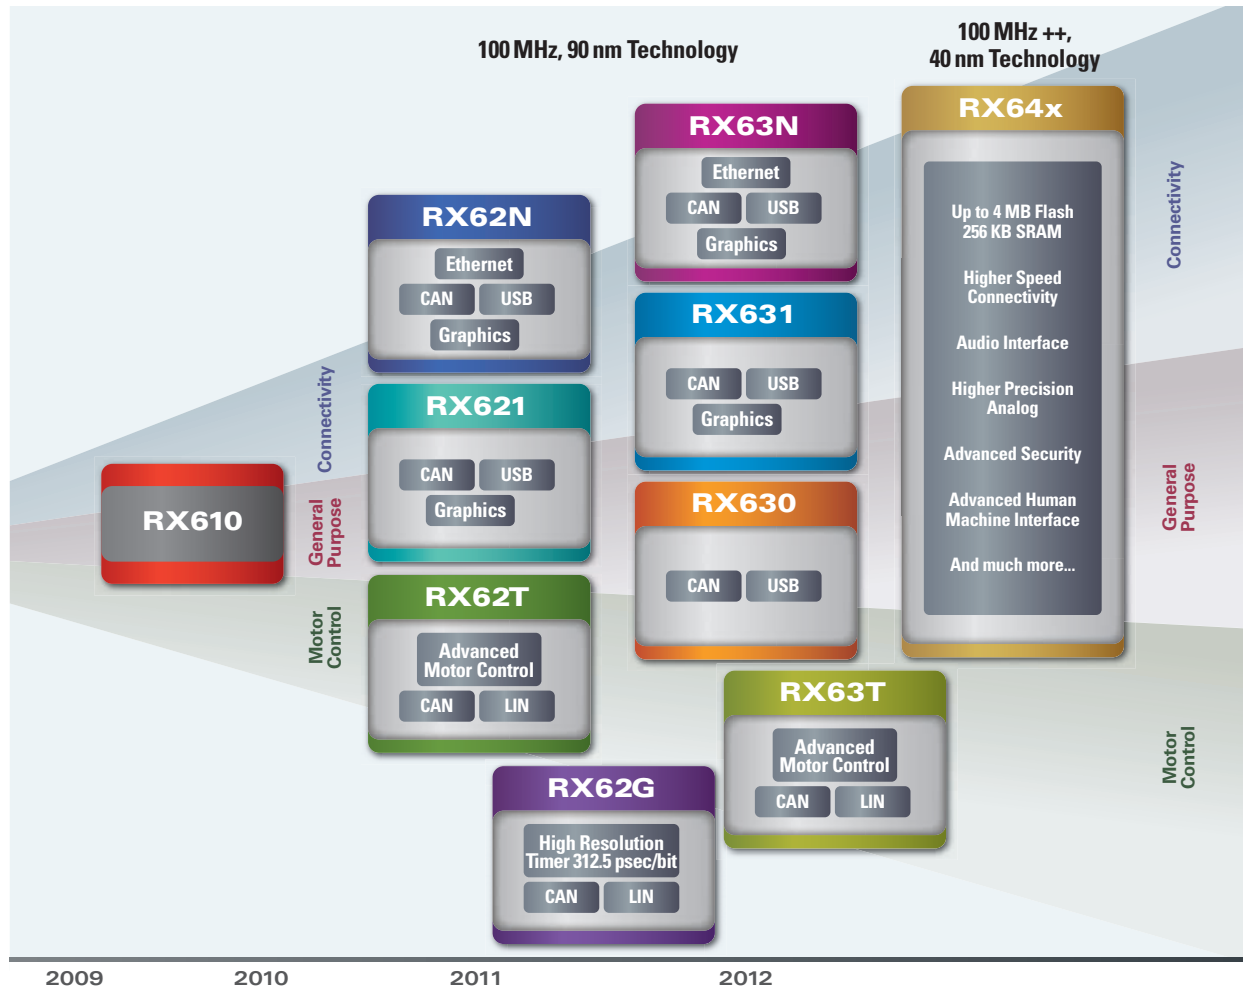 100 MHz, 90 nm Technology
100 MHz ++,
40 nm Technology
RX610
Connectivity
General
Purpose
Motor
Control
RX62N
Ethernet
CAN
USB
Graphics
RX621
CAN
USB
Graphics
RX62T
Advanced
Motor Control
CAN
LIN
RX62G
High Resolution
Timer 312.5 psec/bit
CAN
LIN
RX63N
Ethernet
CAN
USB
Graphics
RX631
CAN
USB
Graphics
RX630
CAN
USB
RX63T
Advanced
Motor Control
CAN
LIN
RX64x
Up to 4 MB Flash
256 KB SRAM
Higher Speed
Connectivity
Audio Interface
Higher Precision
Analog
Advanced Security
Advanced Human
Machine Interface
And much more...
Connectivity
General
Purpose
Motor
Control
2009
2010
2011
2012